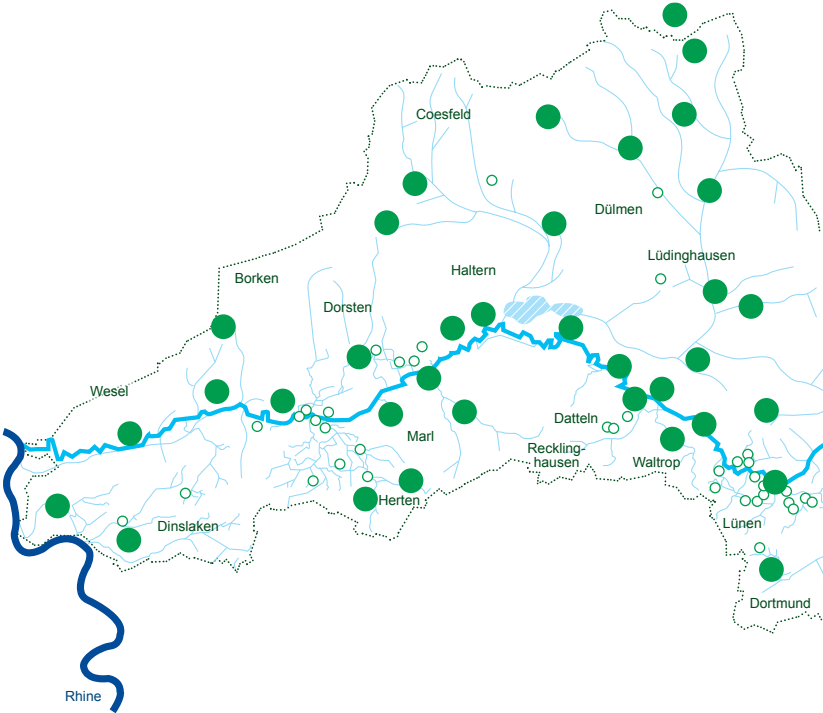 Coesfeld
Dülmen
Lüdinghausen
Haltern
Borken
Dorsten
Wesel
Datteln
Marl
Reckling-
hausen
Waltrop
Herten
Dinslaken
Lünen
Dortmund
Rhine